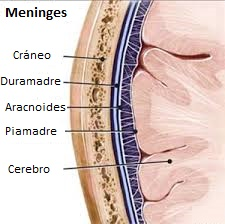 Meninges
Cráneo
Duramadre
Aracnoides
Piamadre
Cerebro